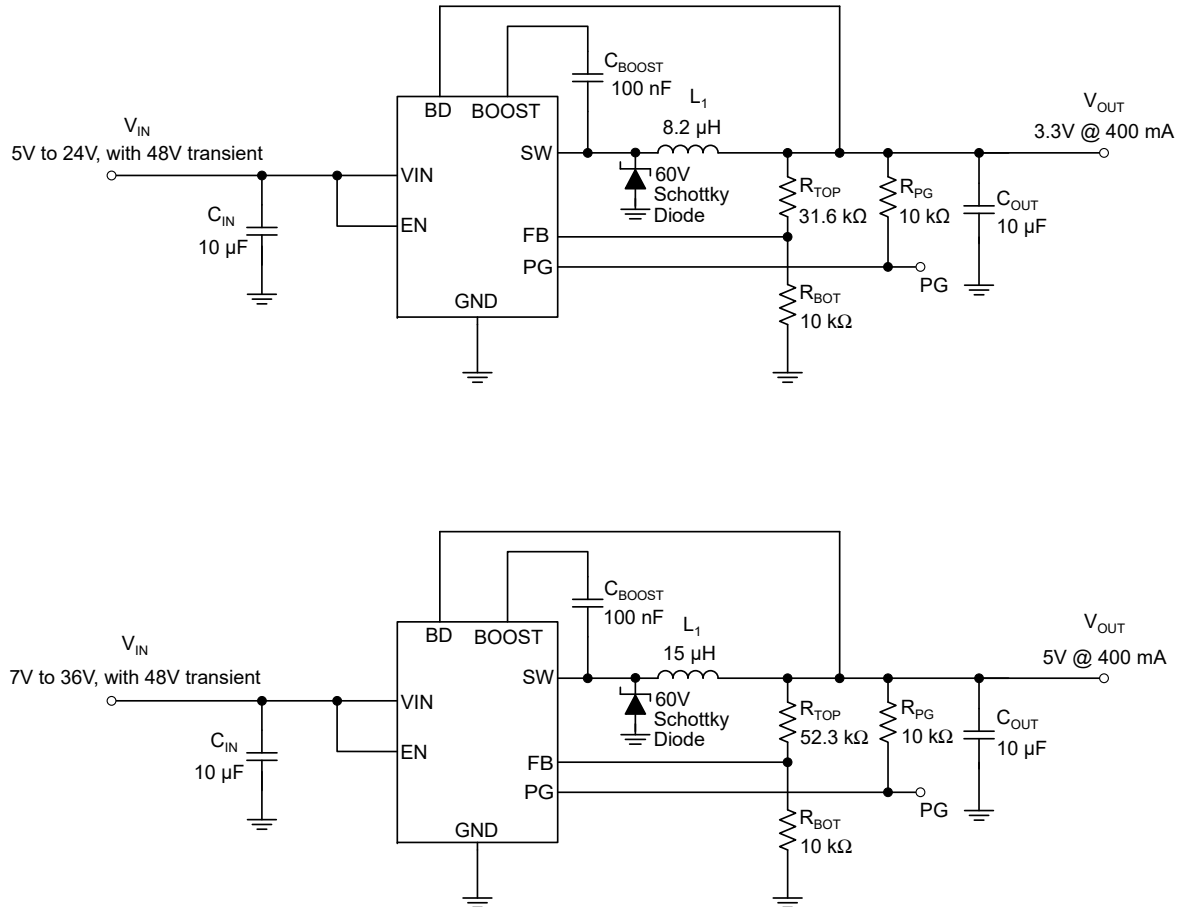 C_BOOST
100 nF
BD
BOOST
L₁
8.2 µH
V_OUT
3.3V @ 400 mA
V_IN
5V to 24V, with 48V transient
SW
VIN
60V
Schottky
Diode
R_TOP
31.6 kΩ
R_PG
10 kΩ
C_OUT
10 µF
C_IN
10 µF
EN
FB
PG
PG
GND
R_BOT
10 kΩ
C_BOOST
100 nF
BD
BOOST
L₁
15 µH
V_OUT
5V @ 400 mA
V_IN
7V to 36V, with 48V transient
SW
VIN
60V
Schottky
Diode
R_TOP
52.3 kΩ
R_PG
10 kΩ
C_OUT
10 µF
C_IN
10 µF
EN
FB
PG
PG
GND
R_BOT
10 kΩ